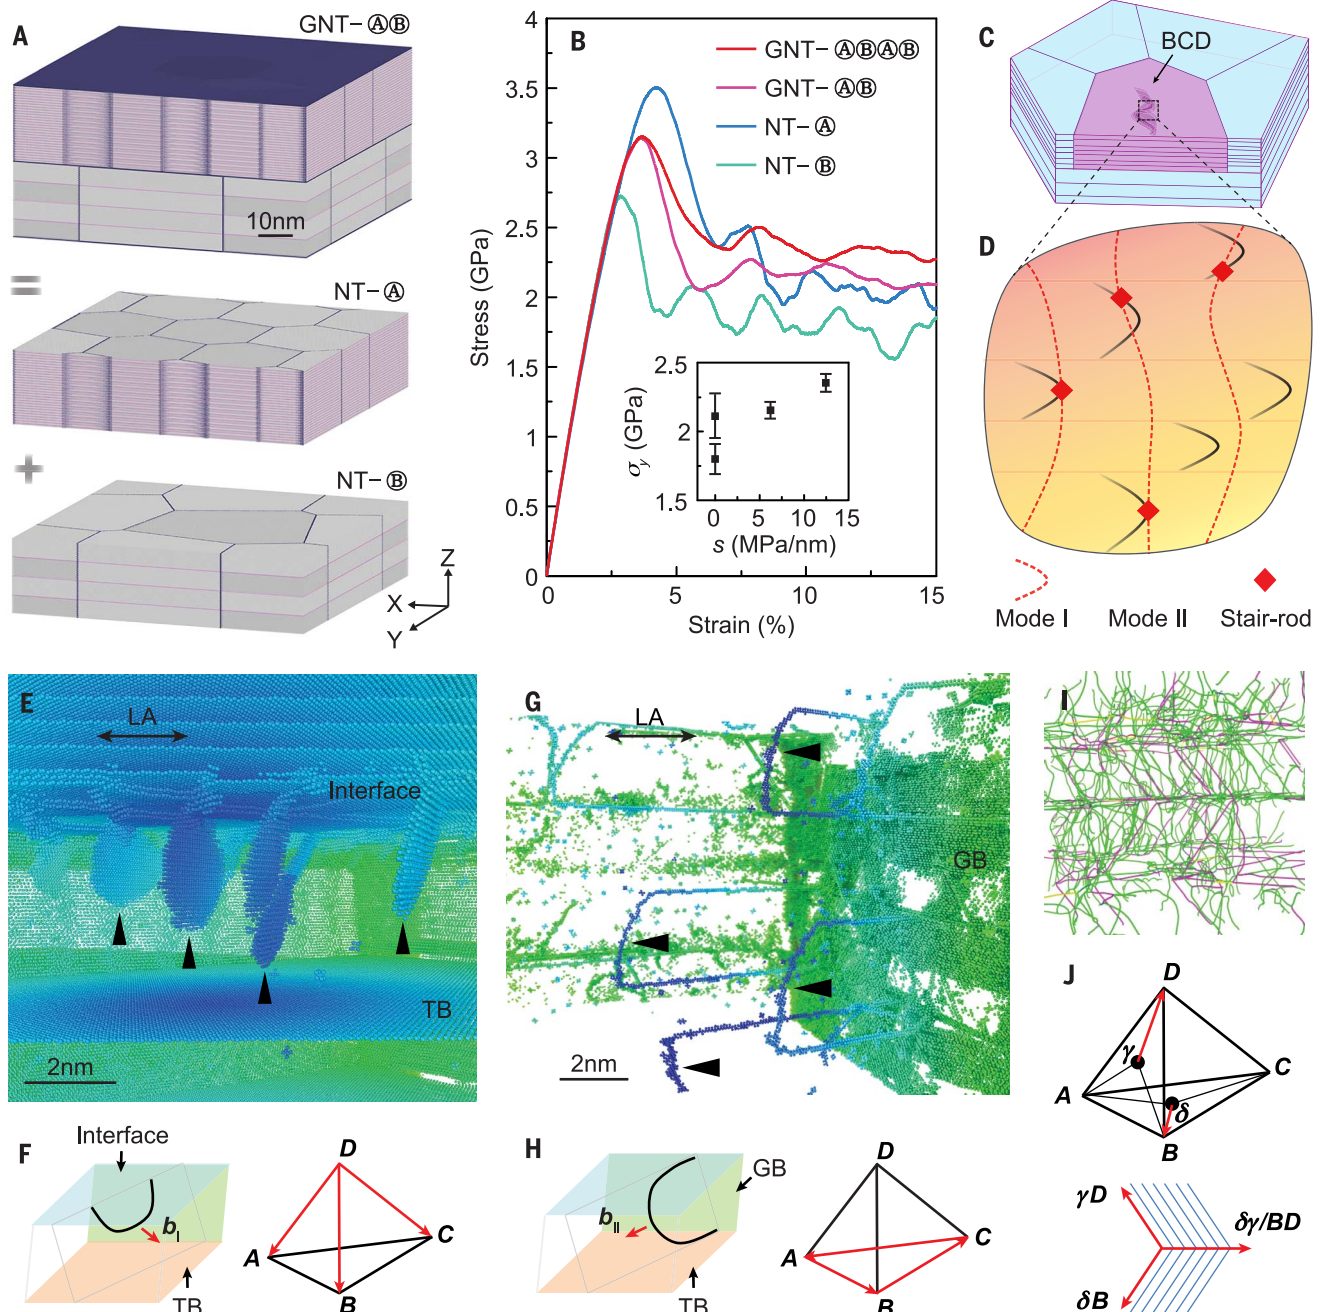 A
GNT–ⒶⒷ
10nm
=
NT–Ⓐ
+
NT–Ⓑ
Z
X
Y
B
4
3.5
3
2.5
2
1.5
1
0.5
0
0
5
10
15
Stress (GPa)
Strain (%)
GNT–ⒶⒷⒶⒷ
GNT–ⒶⒷ
NT–Ⓐ
NT–Ⓑ
2.5
2
1.5
σy (GPa)
0
5
10
15
s (MPa/nm)
C
BCD
D
Mode I
Mode II
Stair-rod
E
LA
Interface
TB
2nm
F
Interface
bI
TB
D
A
C
B
G
LA
GB
2nm
H
GB
bII
TB
D
A
C
B
I
J
D
γ
A
C
δ
B
γD
δγ/BD
δB